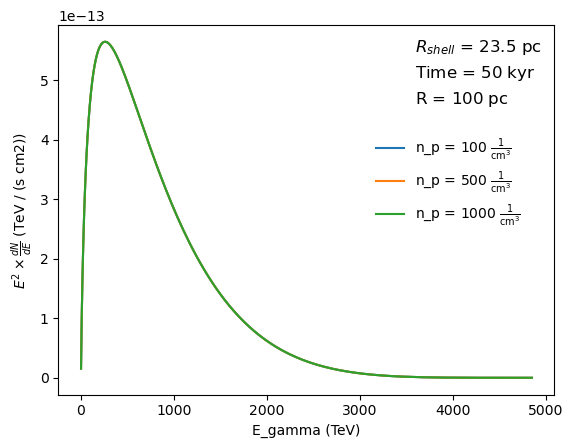 1e−13
R_shell = 23.5 pc
Time = 50 kyr
R = 100 pc
n_p = 100 1/cm³
n_p = 500 1/cm³
n_p = 1000 1/cm³
5
4
3
2
1
0
E² × dN/dE (TeV / (s cm2))
0 1000 2000 3000 4000 5000
E_gamma (TeV)